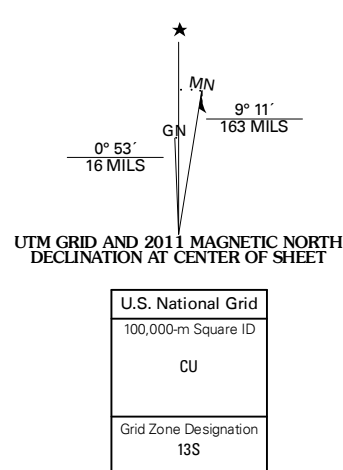 ★
MN
9° 11´
163 MILS
GN
0° 53´
16 MILS
UTM GRID AND 2011 MAGNETIC NORTH
DECLINATION AT CENTER OF SHEET
U.S. National Grid
100,000-m Square ID
CU
Grid Zone Designation
13S